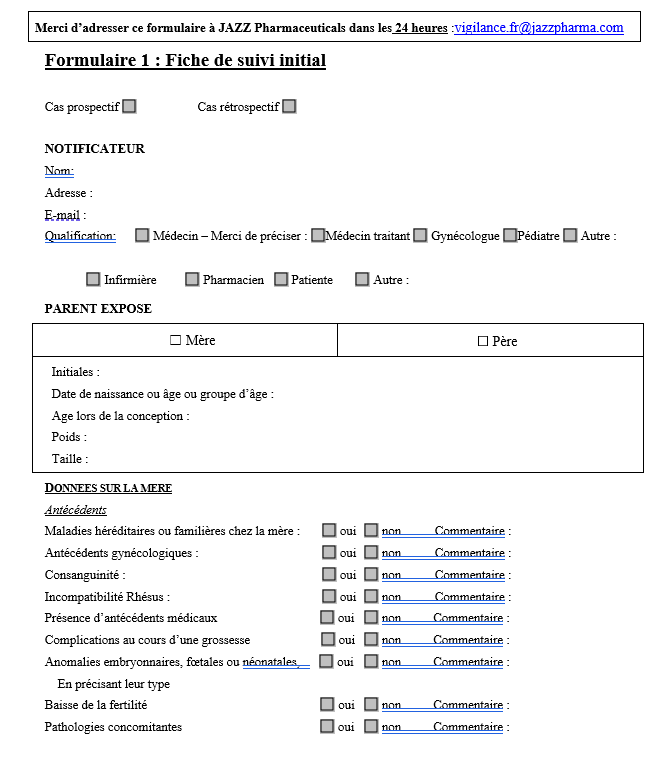 Merci d’adresser ce formulaire à JAZZ Pharmaceuticals dans les 24 heures :vigilance.fr@jazzpharma.com
Formulaire 1 : Fiche de suivi initial
Cas prospectif Cas rétrospectif
NOTIFICATEUR
Nom:
Adresse :
E-mail :
Qualification: Médecin – Merci de préciser : Médecin traitant Gynécologue Pédiatre Autre :
Infirmière Pharmacien Patiente Autre :
PARENT EXPOSE
☐ Mère ☐ Père
Initiales :
Date de naissance ou âge ou groupe d’âge :
Age lors de la conception :
Poids :
Taille :
DONNEES SUR LA MERE
Antécédents
Maladies héréditaires ou familières chez la mère : oui non Commentaire :
Antécédents gynécologiques : oui non Commentaire :
Consanguinité : oui non Commentaire :
Incompatibilité Rhésus : oui non Commentaire :
Présence d’antécédents médicaux oui non Commentaire :
Complications au cours d’une grossesse oui non Commentaire :
Anomalies embryonnaires, fœtales ou néonatales, oui non Commentaire :
En précisant leur type
Baisse de la fertilité oui non Commentaire :
Pathologies concomitantes oui non Commentaire :